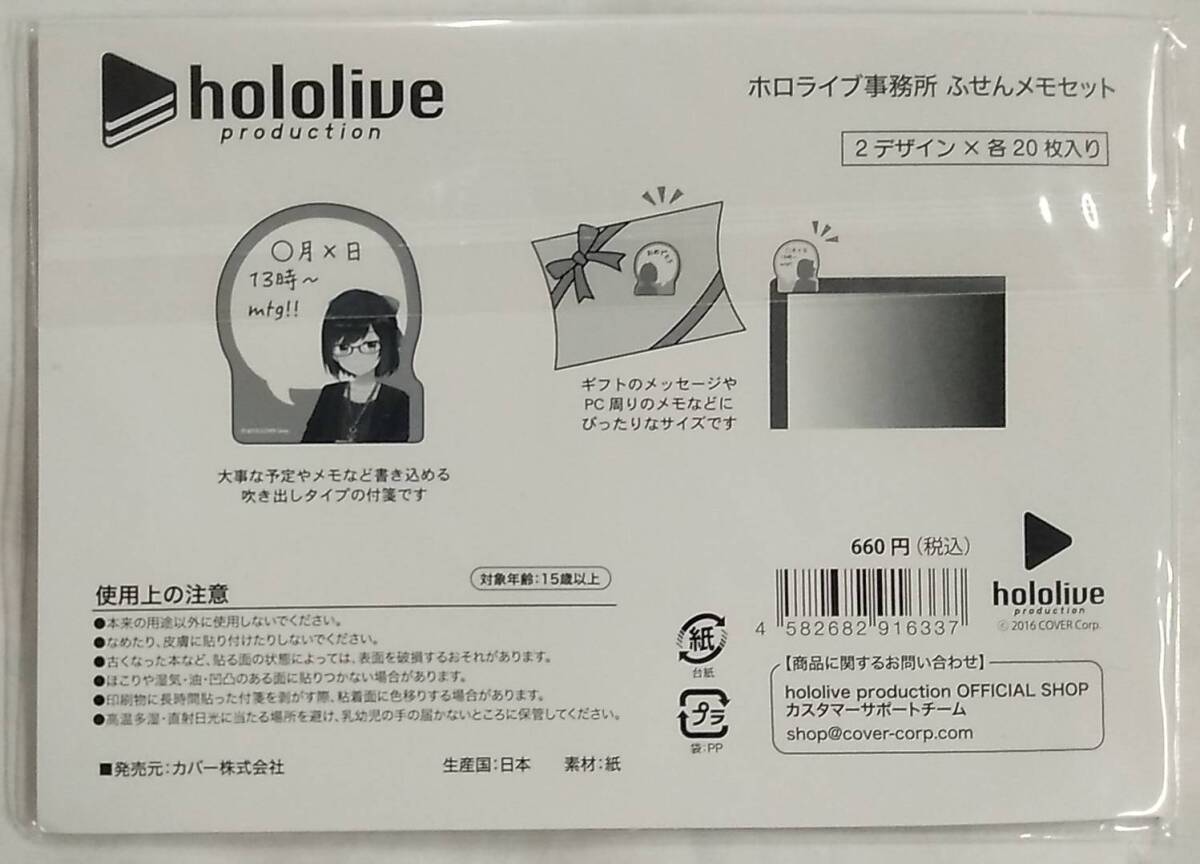 hololive
production
ホロライブ事務所 ふせんメモセット
2デザイン×各20枚入り
〇月×日
13時～
mtg!!
おめでとう
〇月×日
13時～
mtg!!
ギフトのメッセージや
PC周りのメモなどに
ぴったりなサイズです
大事な予定やメモなど書き込める
吹き出しタイプの付箋です
使用上の注意
対象年齢：15歳以上
●本来の用途以外に使用しないでください。
●なめたり、皮膚に貼り付けたりしないでください。
●古くなった本など、貼る面の状態によっては、表面を破損するおそれがあります。
●ほこりや湿気・油・凹凸のある面に貼りつかない場合があります。
●印刷物に長時間貼った付箋を剥がす際、粘着面に色移りする場合があります。
●高温多湿・直射日光に当たる場所を避け、乳幼児の手の届かないところに保管してください。
■発売元：カバー株式会社
生産国：日本 素材：紙
紙
台紙
プラ
袋：PP
660円（税込）
4 582682 916337
hololive
production
© 2016 COVER Corp.
【商品に関するお問い合わせ】
hololive production OFFICIAL SHOP
カスタマーサポートチーム
shop@cover-corp.com